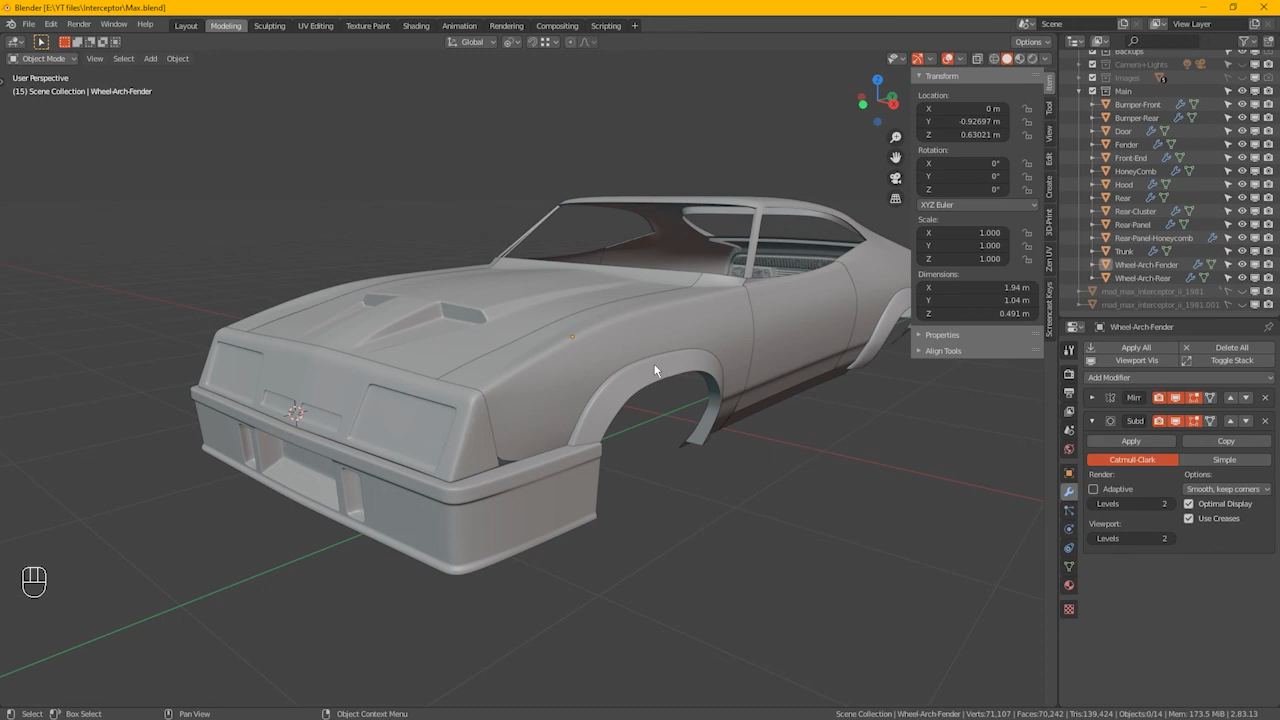 Blender [E:\YT files\Interceptor\Max.blend]
File Edit Render Window Help Layout Modeling Sculpting UV Editing Texture Paint Shading Animation Rendering Compositing Scripting + Scene View Layer
Global Options
Object Mode View Select Add Object
User Perspective
(15) Scene Collection | Wheel-Arch-Fender
Transform
Location:
X 0 m
Y -0.92697 m
Z 0.63021 m
Rotation:
X 0°
Y 0°
Z 0°
XYZ Euler
Scale:
X 1.000
Y 1.000
Z 1.000
Dimensions:
X 1.94 m
Y 1.04 m
Z 0.491 m
Properties
Align Tools
Item
Tool
View
Edit
Create
3D-Print
Zen UV
Screencast Keys
Backups
Camera+Lights
Images
Main
Bumper-Front
Bumper-Rear
Door
Fender
Front-End
HoneyComb
Hood
Rear
Rear-Cluster
Rear-Panel
Rear-Panel-Honeycomb
Trunk
Wheel-Arch-Fender
Wheel-Arch-Rear
mad_max_interceptor_ii_1981
mad_max_interceptor_ii_1981.001
Wheel-Arch-Fender
Apply All Delete All
Viewport Vis Toggle Stack
Add Modifier
Mirr
Subd
Apply Copy
Catmull-Clark Simple
Render: Options:
Adaptive Smooth, keep corners
Levels 2 Optimal Display
Use Creases
Viewport:
Levels 2
Select Box Select Pan View Object Context Menu Scene Collection | Wheel-Arch-Fender | Verts:71,107 | Faces:70,242 | Tris:139,424 | Objects:0/14 | Mem: 173.5 MiB | 2.83.13